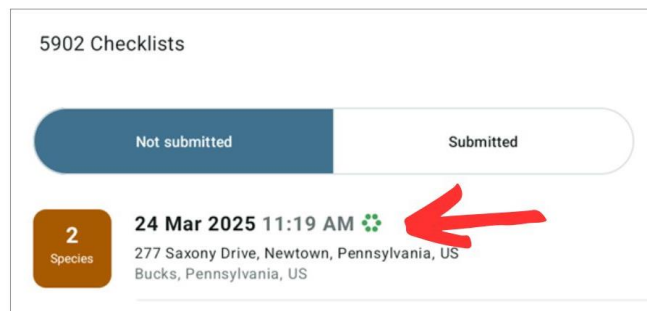 5902 Checklists
Not submitted
Submitted
2
Species
24 Mar 2025 11:19 AM
277 Saxony Drive, Newtown, Pennsylvania, US
Bucks, Pennsylvania, US